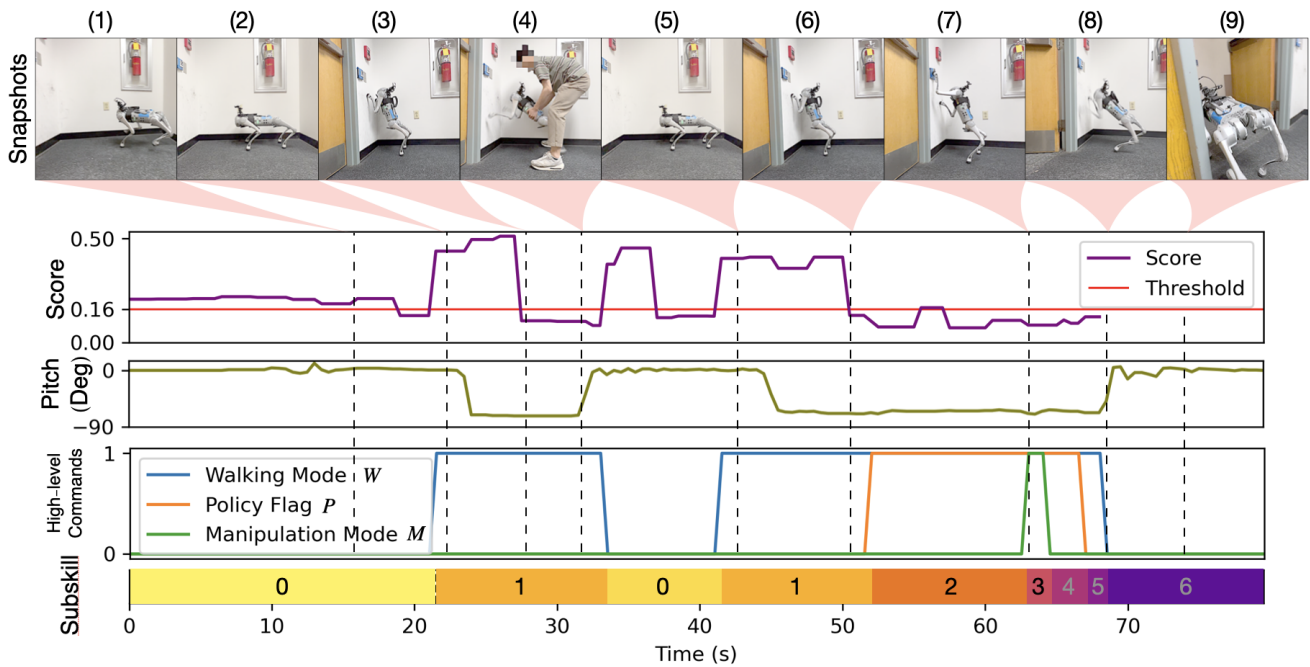 (1) (2) (3) (4) (5) (6) (7) (8) (9)
Snapshots
Score
0.50
0.16
0.00
Score
Threshold
Pitch
(Deg)
0
−90
High-level
Commands
1
0
Walking Mode W
Policy Flag P
Manipulation Mode M
Subskill
0 1 0 1 2 3 4 5 6
0 10 20 30 40 50 60 70
Time (s)